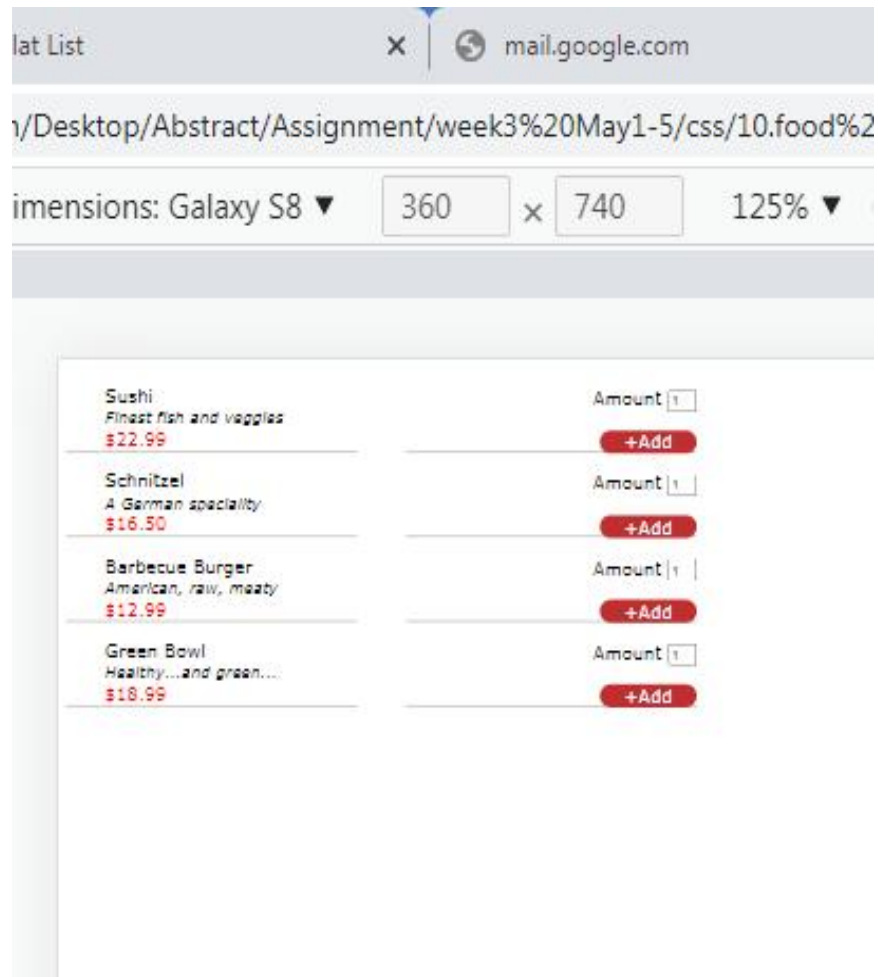 lat List × mail.google.com
/Desktop/Abstract/Assignment/week3%20May1-5/css/10.food%2
imensions: Galaxy S8 ▼ 360 × 740 125% ▼
Sushi Amount 1
Finest fish and veggies
$22.99 +Add
Schnitzel Amount 1
A German speciality
$16.50 +Add
Barbecue Burger Amount 1
American, raw, meaty
$12.99 +Add
Green Bowl Amount 1
Healthy...and green...
$18.99 +Add